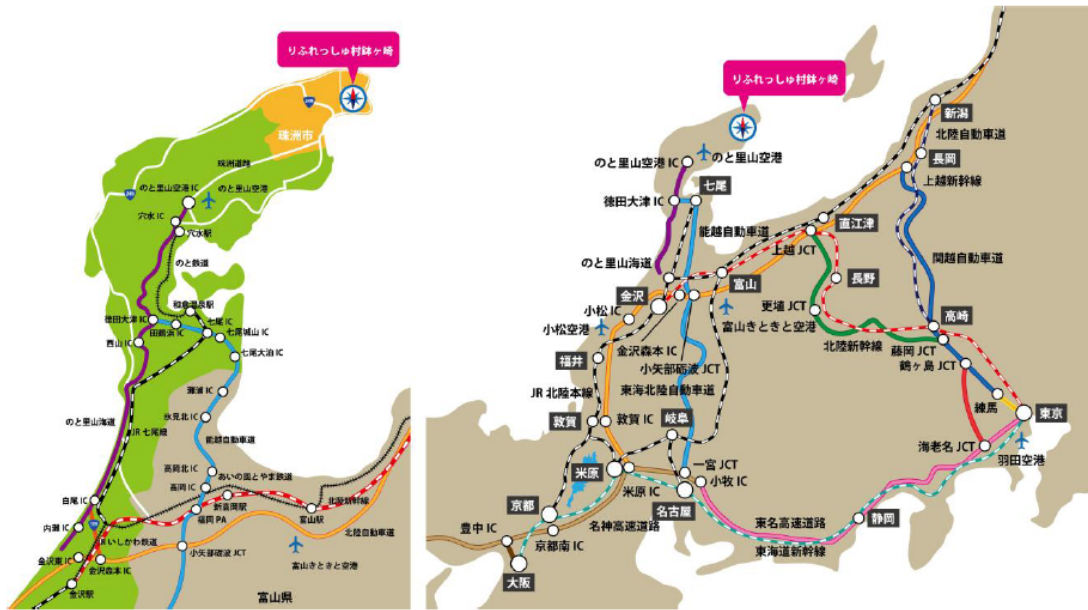 りふれっしゅ村鉢ヶ崎
249
珠洲市
珠洲道路
のと里山空港 IC
のと里山空港
249
穴水 IC
穴水駅
のと鉄道
和倉温泉駅
徳田大津 IC
田鶴浜 IC
七尾 IC
七尾城山 IC
西山 IC
七尾大泊 IC
灘浦 IC
氷見北 IC
のと里山海道
JR 七尾線
能越自動車道
高岡北 IC
あいの風とやま鉄道
高岡 IC
新高岡駅
北陸新幹線
白尾 IC
福岡 PA
富山駅
内灘 IC
IRいしかわ鉄道
北陸自動車道
金沢東 IC
金沢森本 IC
小矢部砺波 JCT
富山きときと空港
金沢駅
富山県
りふれっしゅ村鉢ヶ崎
新潟
北陸自動車道
長岡
上越新幹線
のと里山空港 IC
のと里山空港
七尾
徳田大津 IC
能越自動車道
直江津
上越 JCT
関越自動車道
のと里山海道
長野
富山
金沢
更埴 JCT
小松 IC
富山きときと空港
高崎
小松空港
北陸新幹線
藤岡 JCT
金沢森本 IC
鶴ヶ島 JCT
福井
小矢部砺波 JCT
JR 北陸本線
東海北陸自動車道
練馬
東京
敦賀
敦賀 IC
岐阜
海老名 JCT
羽田空港
米原
一宮 JCT
小牧 IC
米原 IC
名古屋
京都
豊中 IC
名神高速道路
東名高速道路
静岡
京都南 IC
東海道新幹線
大阪